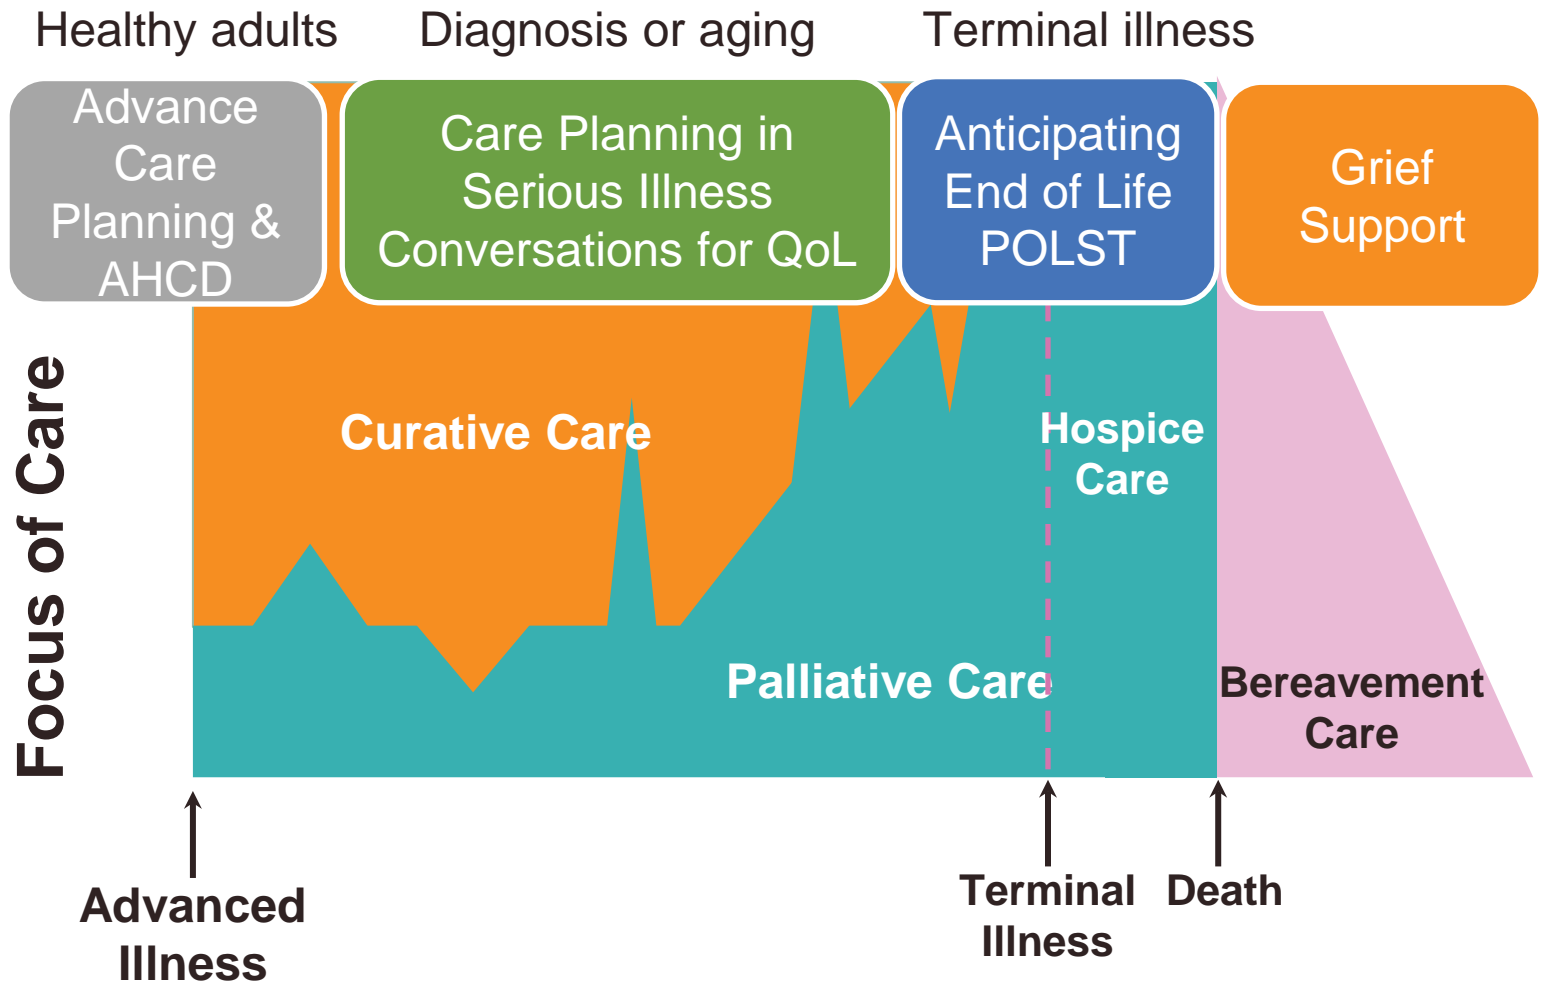 Healthy adults
Diagnosis or aging
Terminal illness
Advance
Care
Planning &
AHCD
Care Planning in
Serious Illness
Conversations for QoL
Anticipating
End of Life
POLST
Grief
Support
Focus of Care
Curative Care
Hospice
Care
Palliative Care
Bereavement
Care
Advanced
Illness
Terminal
Illness
Death